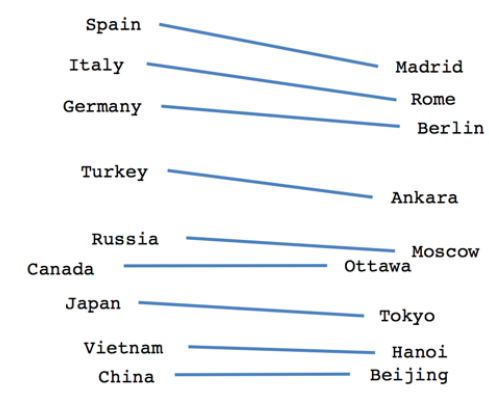 Spain Madrid
Italy Rome
Germany Berlin
Turkey Ankara
Russia Moscow
Canada Ottawa
Japan Tokyo
Vietnam Hanoi
China Beijing